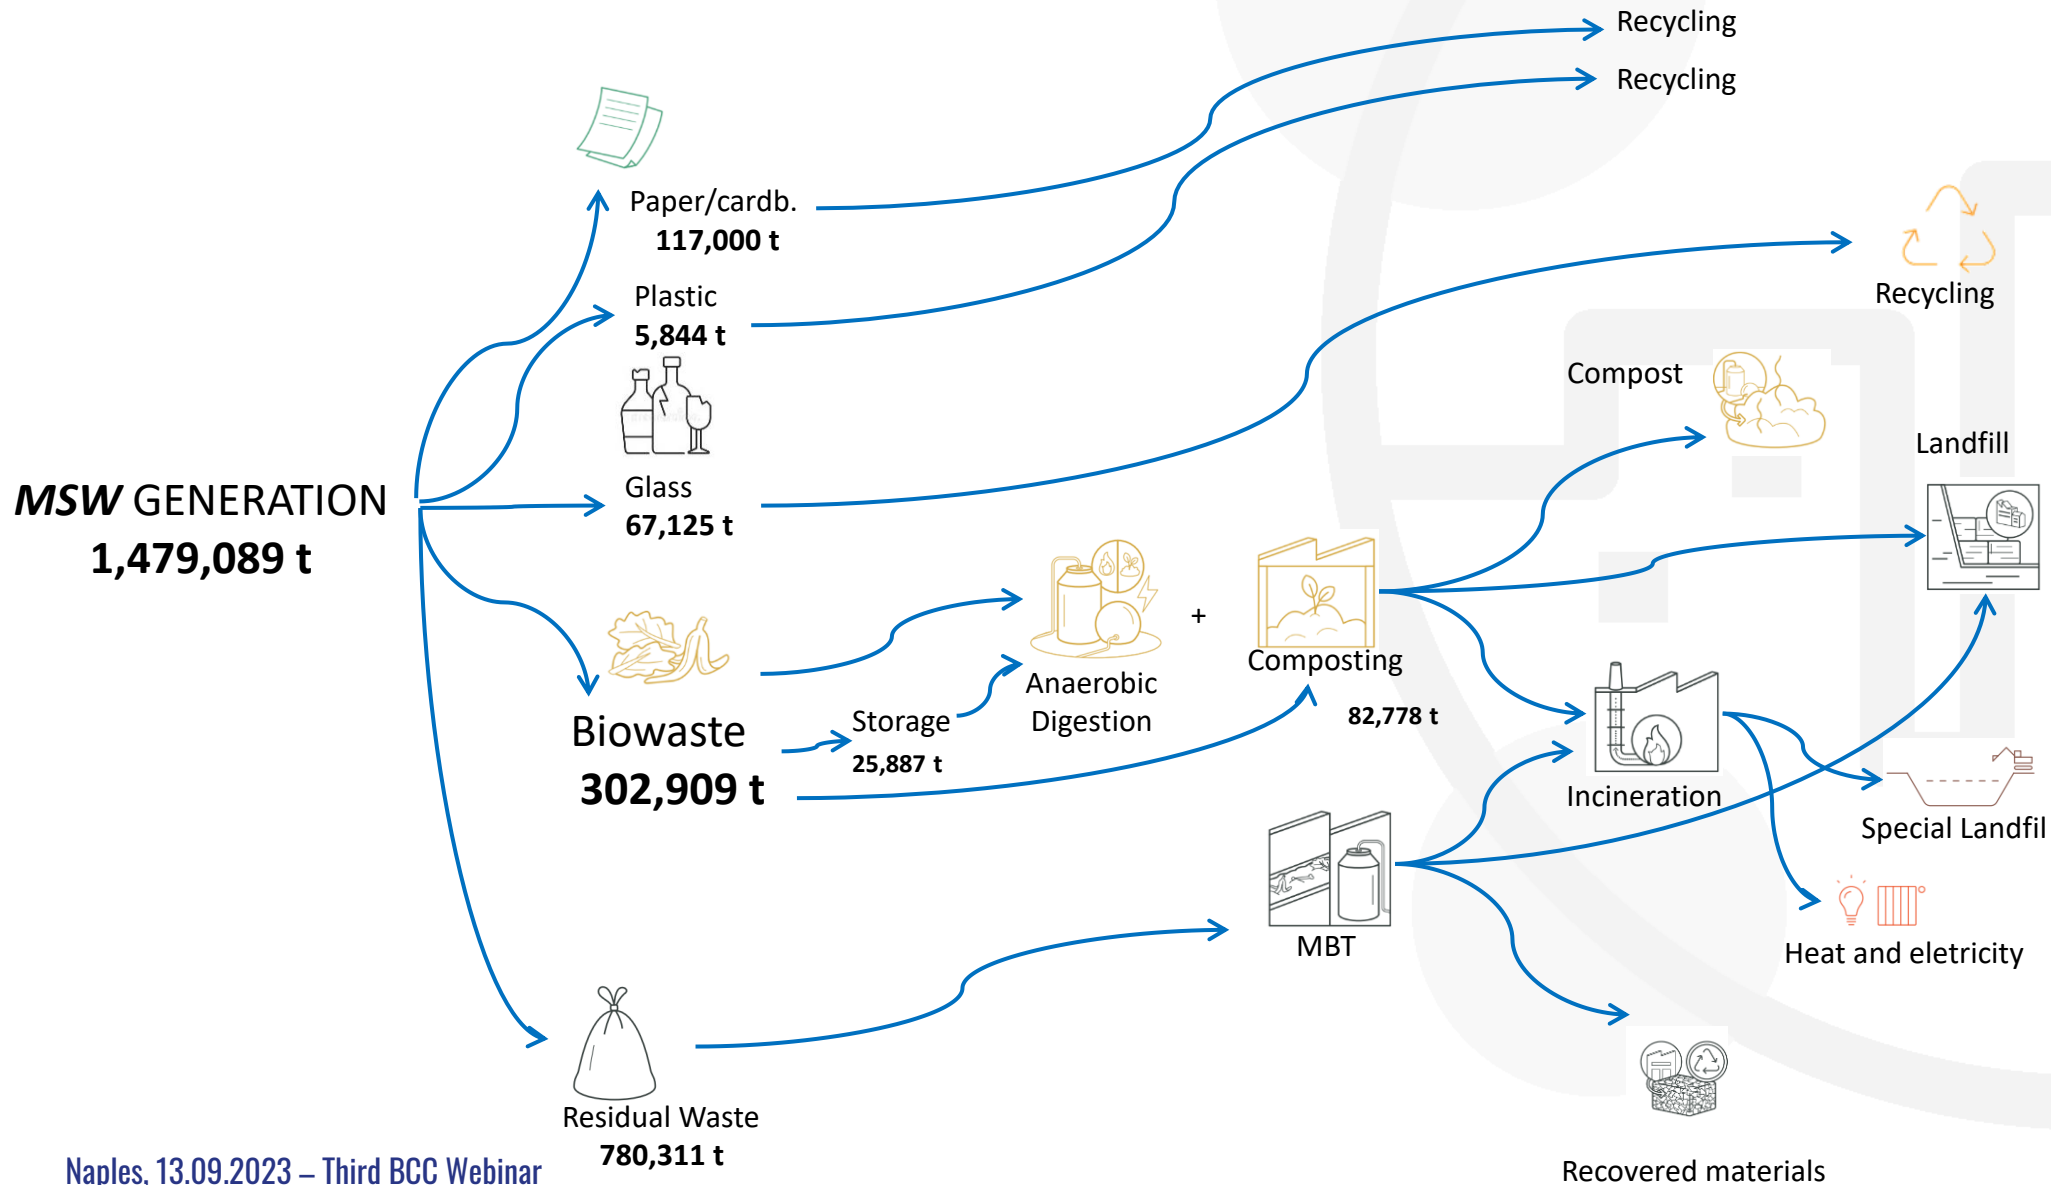 Recycling
Recycling
Paper/cardb.
117,000 t
Plastic
5,844 t
Recycling
Compost
Landfill
Glass
67,125 t
MSW GENERATION
1,479,089 t
+
Composting
82,778 t
Anaerobic
Digestion
Biowaste
302,909 t
Storage
25,887 t
Incineration
Special Landfil
MBT
Heat and eletricity
Residual Waste
780,311 t
Recovered materials
Naples, 13.09.2023 – Third BCC Webinar